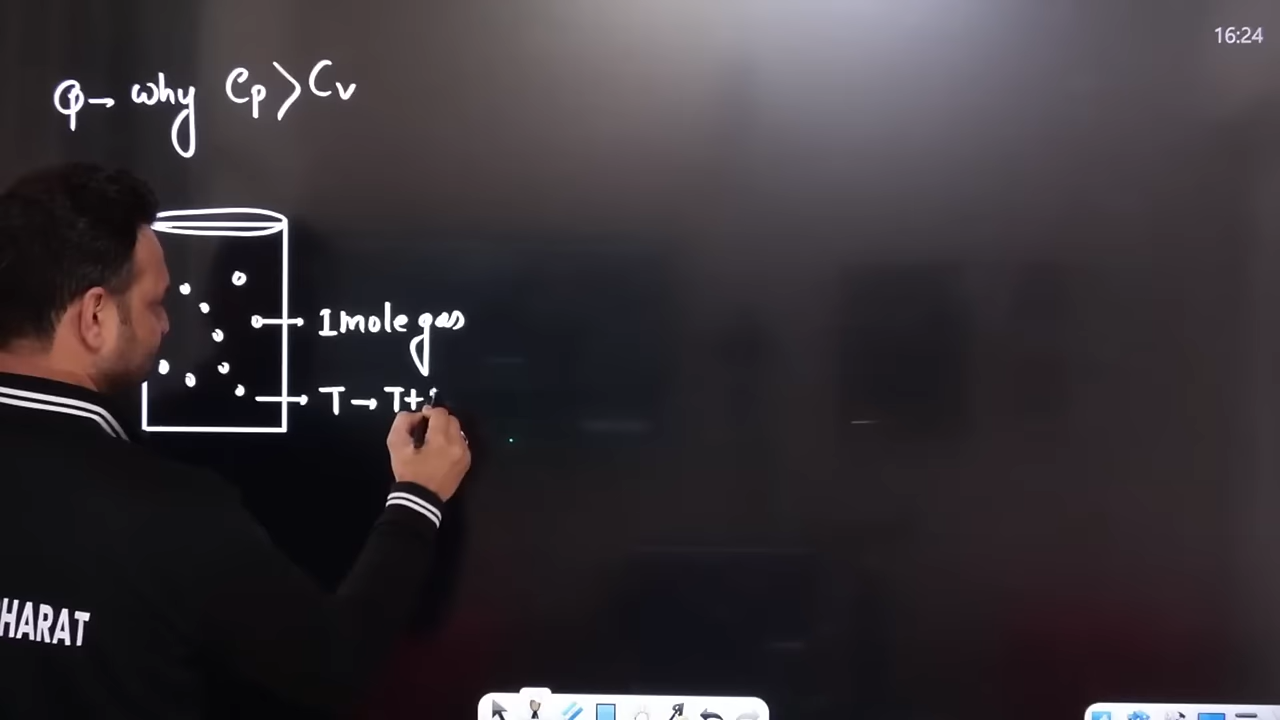 16:24
Q→ why Cp > Cv
→ 1 mole gas
→ T → T+
HARAT